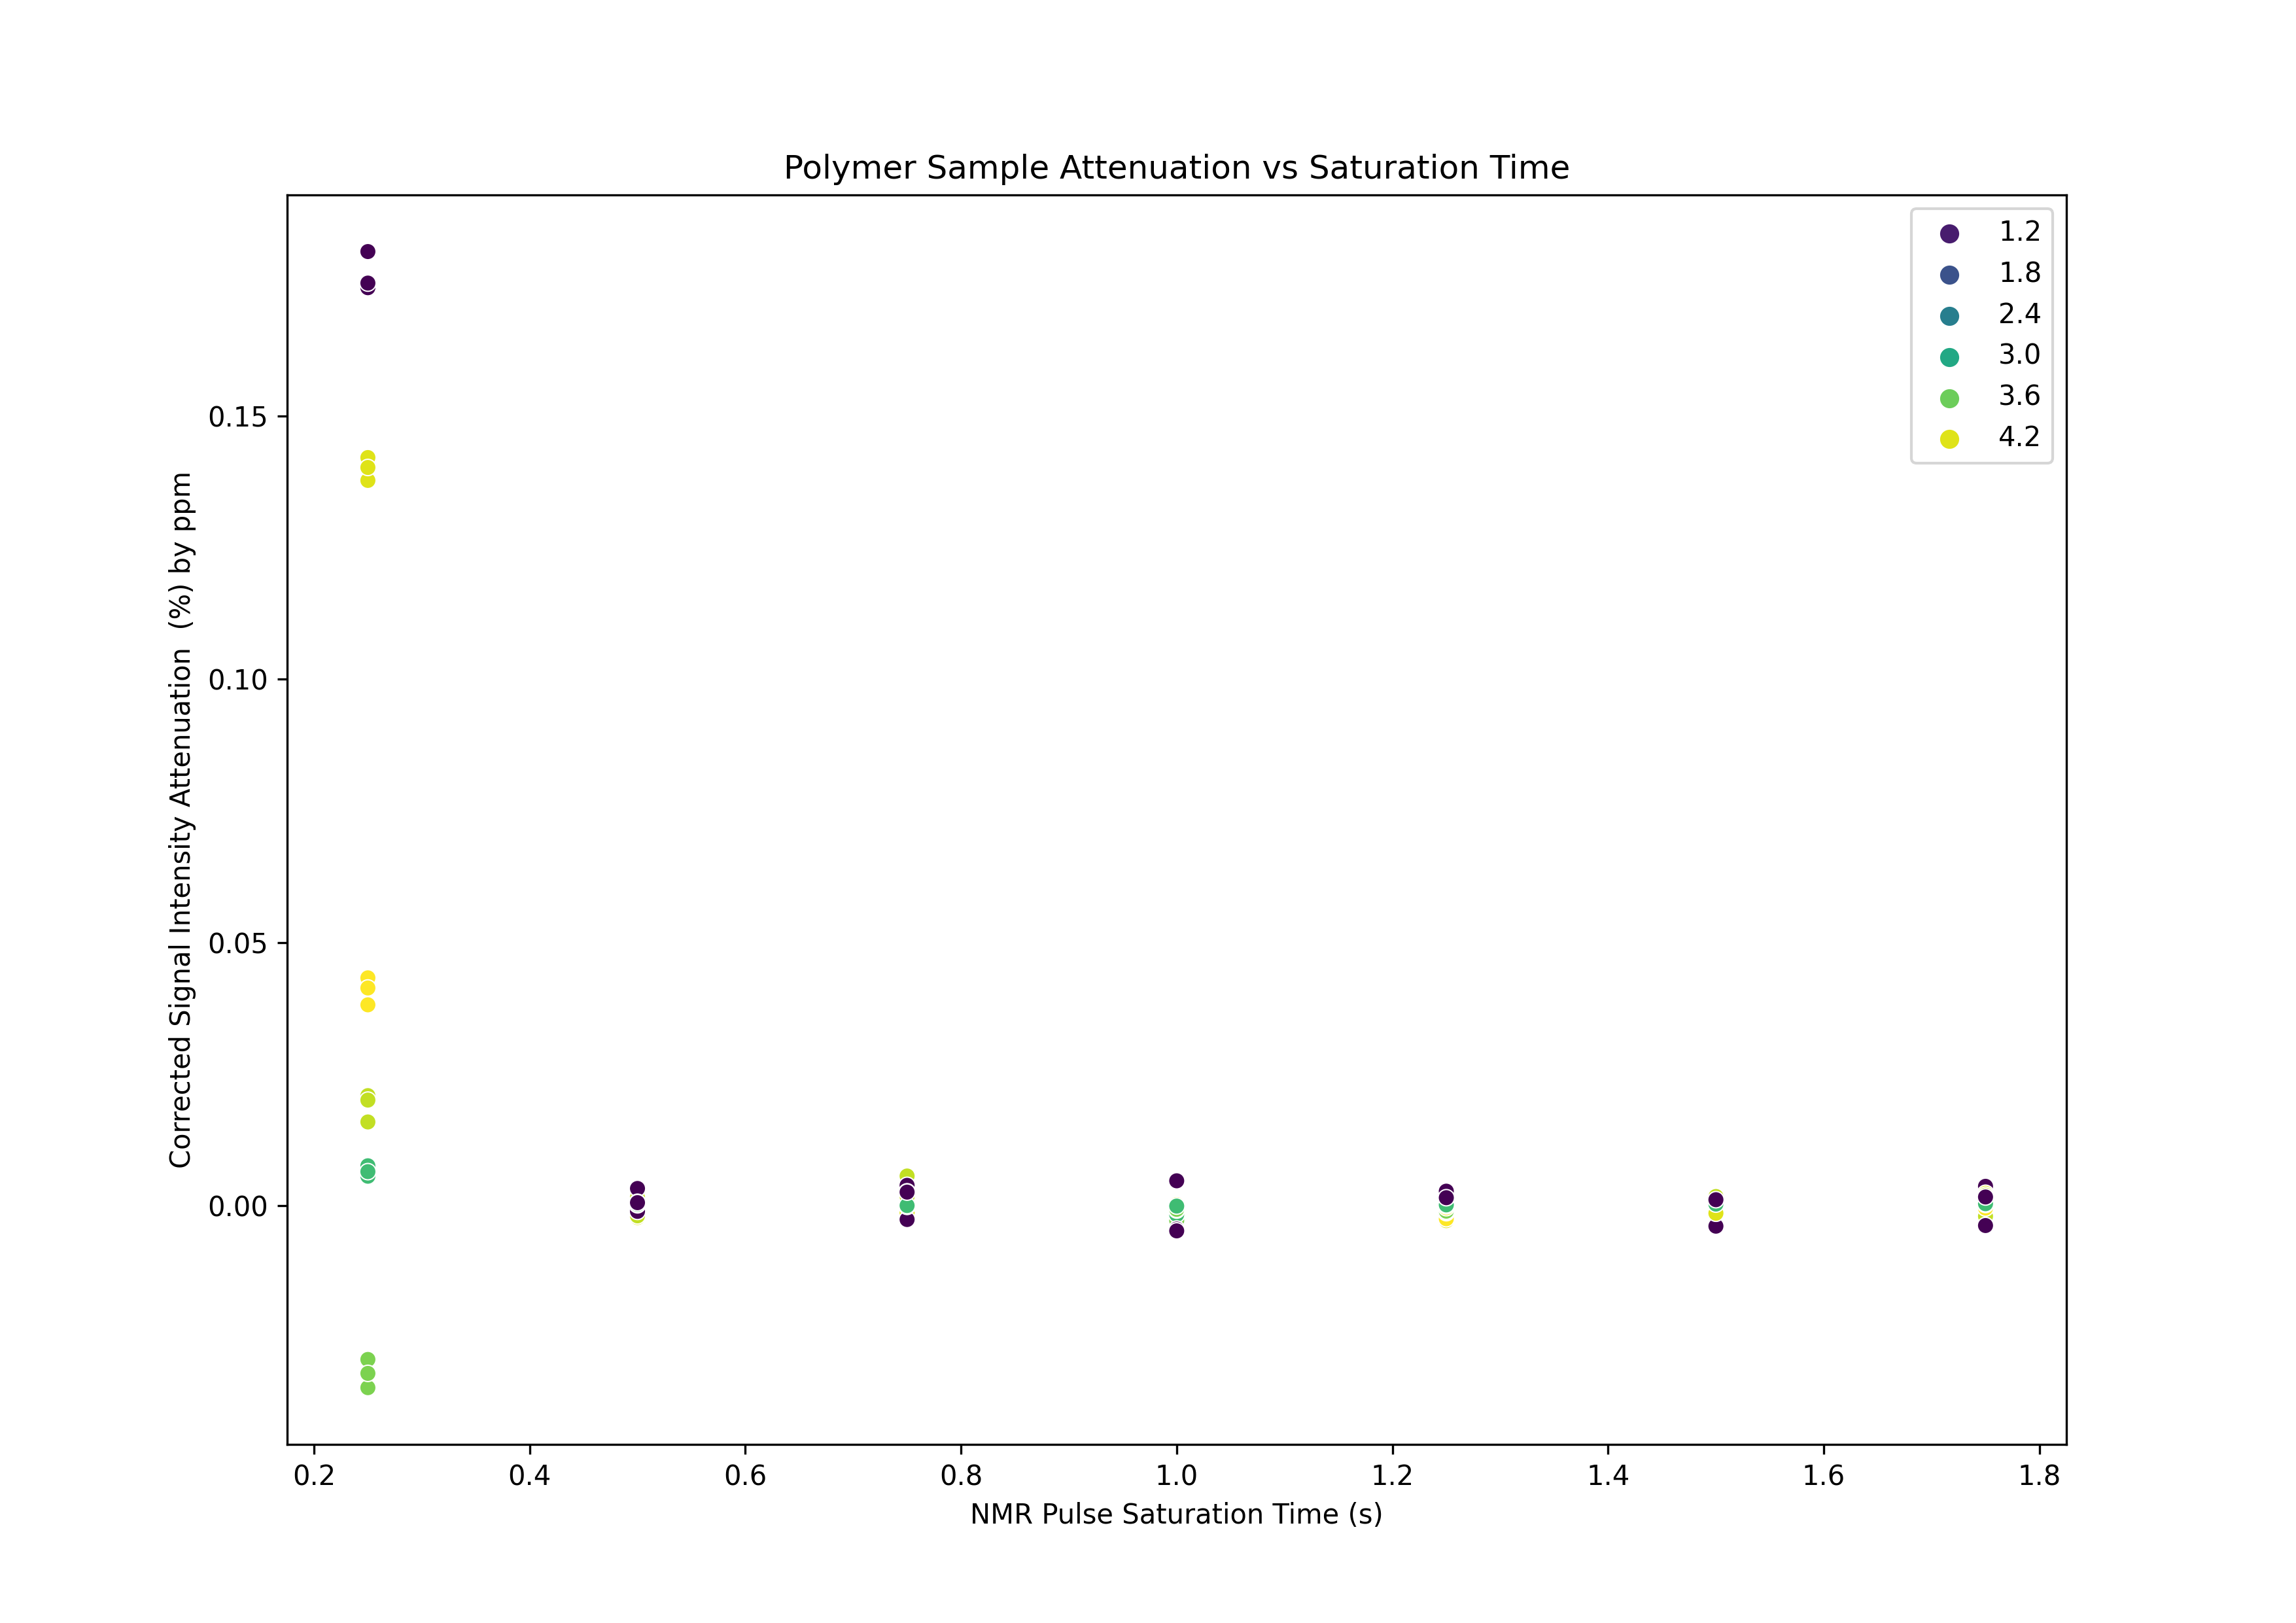 Polymer Sample Attenuation vs Saturation Time
1.2
1.8
2.4
3.0
3.6
4.2
Corrected Signal Intensity Attenuation  (%) by ppm
0.15
0.10
0.05
0.00
0.2 0.4 0.6 0.8 1.0 1.2 1.4 1.6 1.8
NMR Pulse Saturation Time (s)